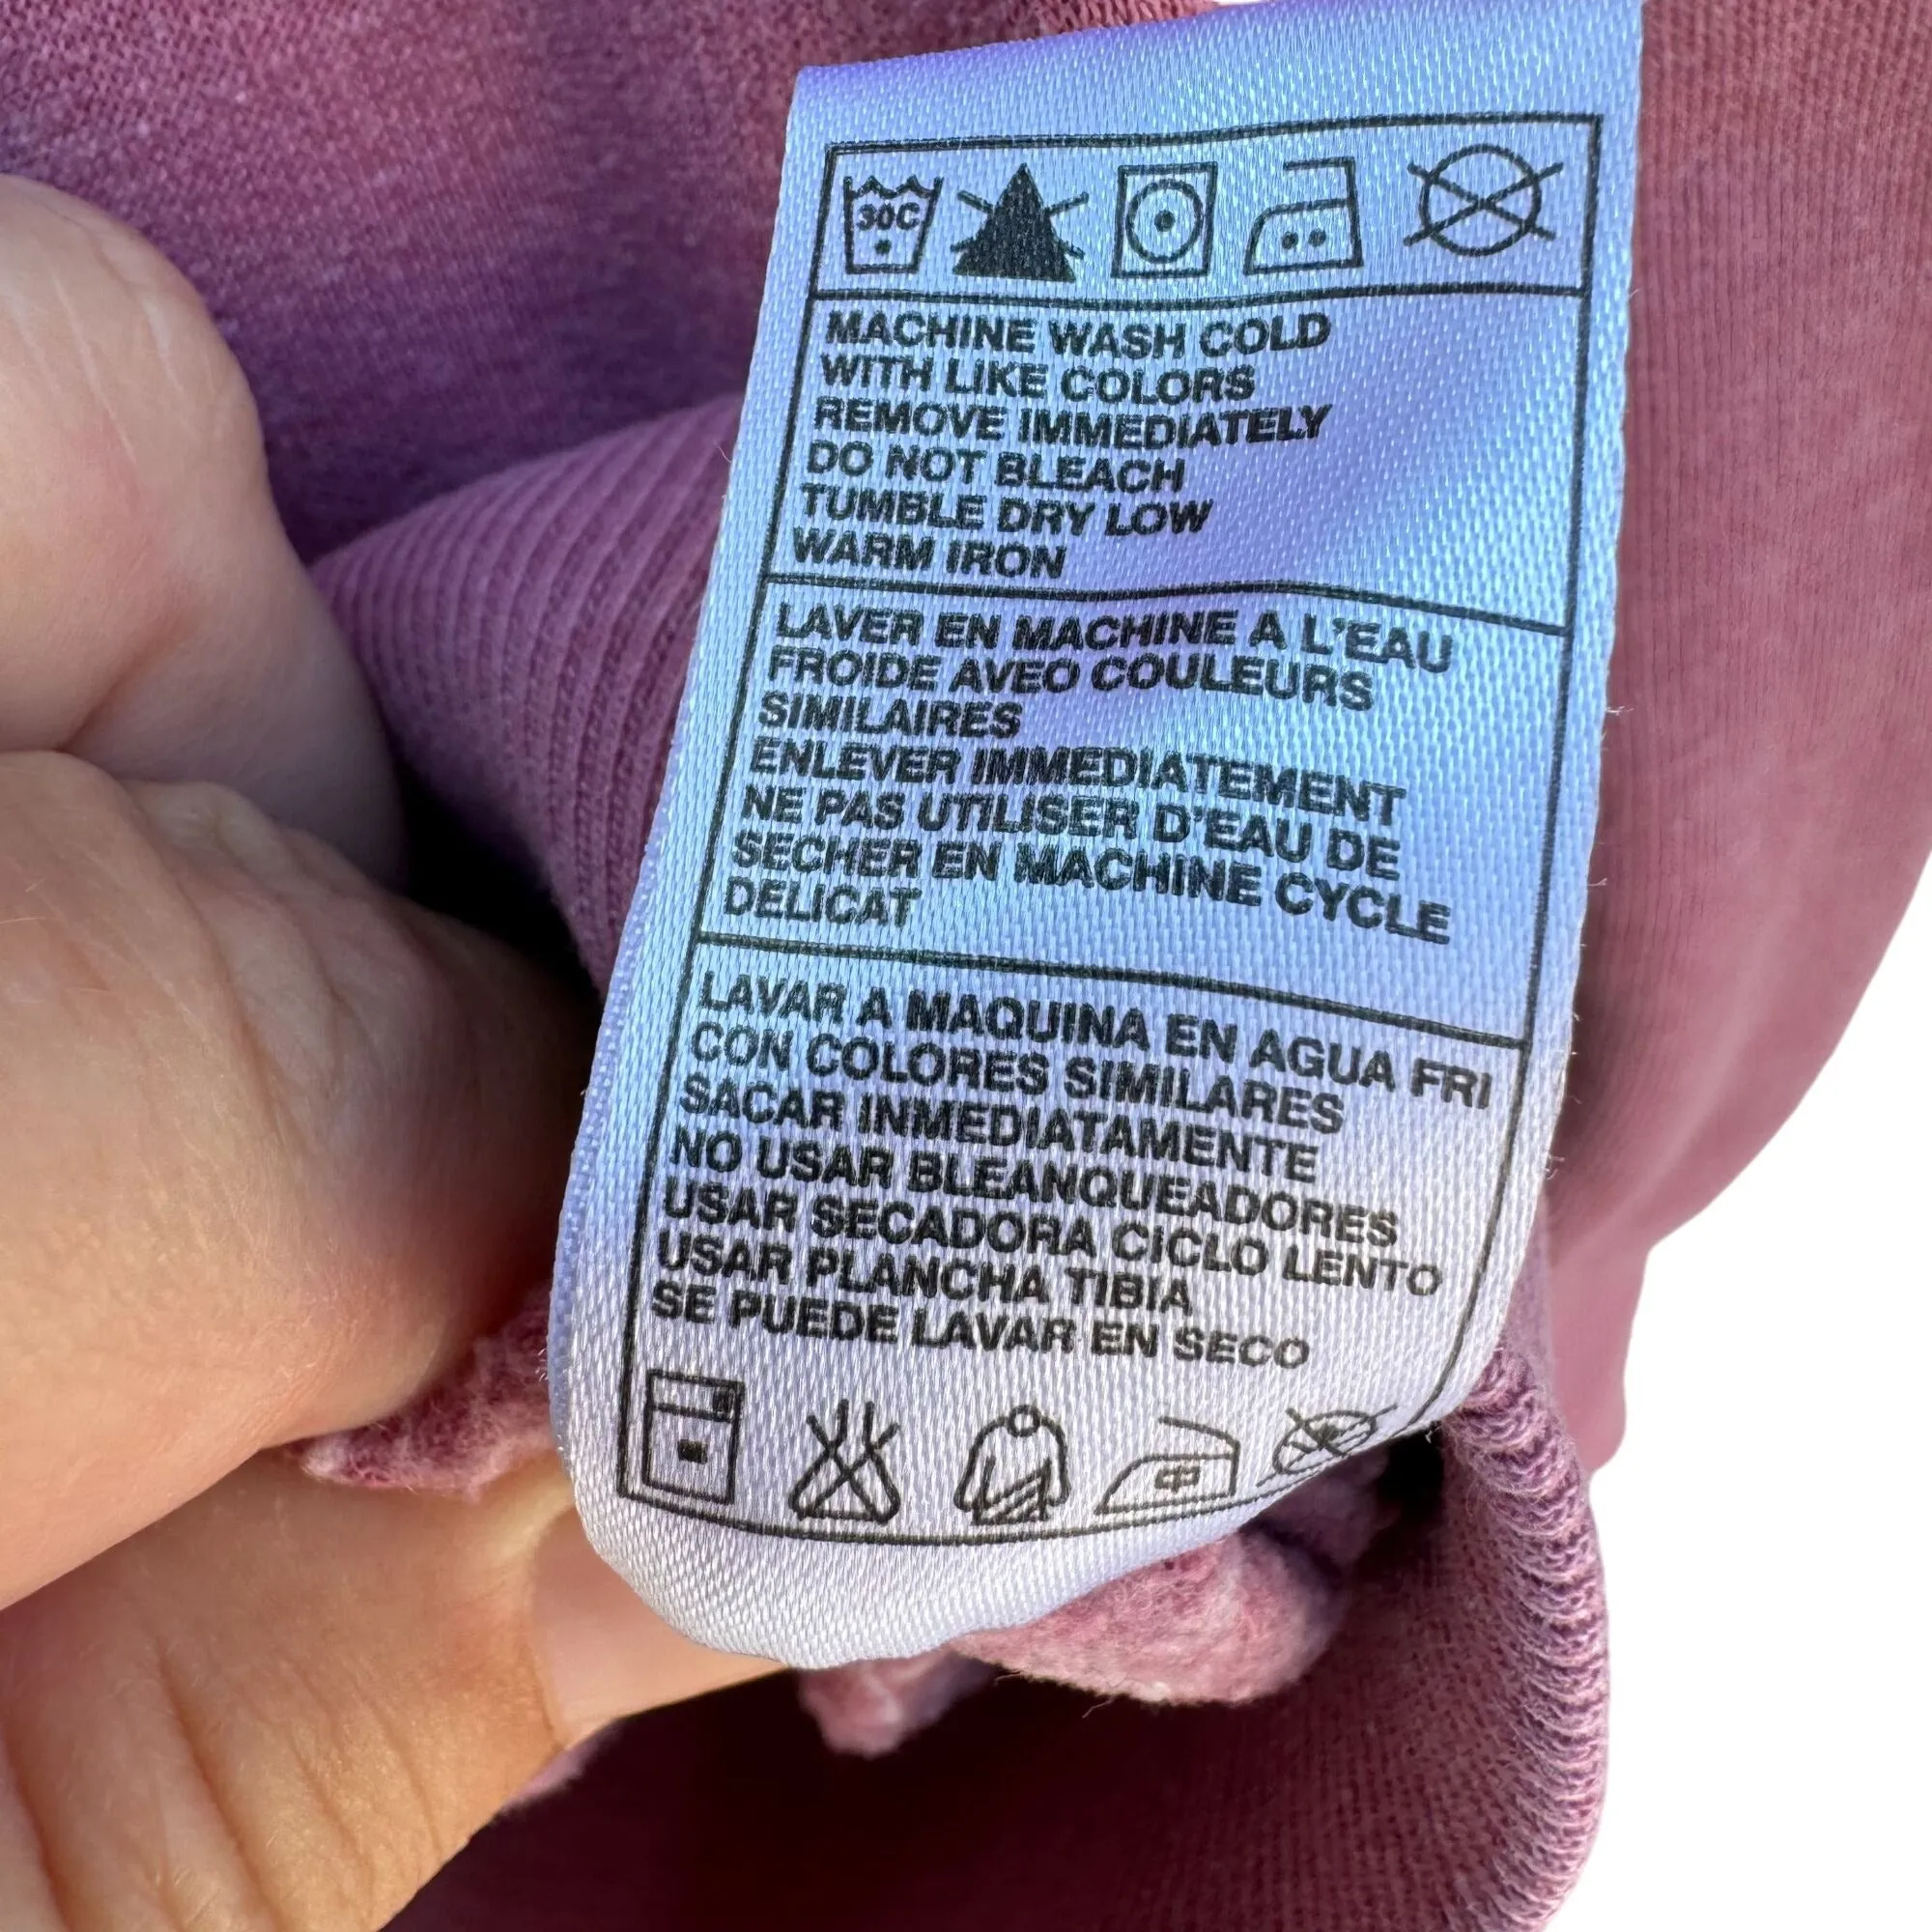 30C
MACHINE WASH COLD
WITH LIKE COLORS
REMOVE IMMEDIATELY
DO NOT BLEACH
TUMBLE DRY LOW
WARM IRON
LAVER EN MACHINE A L'EAU
FROIDE AVEO COULEURS
SIMILAIRES
ENLEVER IMMEDIATEMENT
NE PAS UTILISER D'EAU DE
SECHER EN MACHINE CYCLE
DELICAT
LAVAR A MAQUINA EN AGUA FRI
CON COLORES SIMILARES
SACAR INMEDIATAMENTE
NO USAR BLEANQUEADORES
USAR SECADORA CICLO LENTO
USAR PLANCHA TIBIA
SE PUEDE LAVAR EN SECO
中